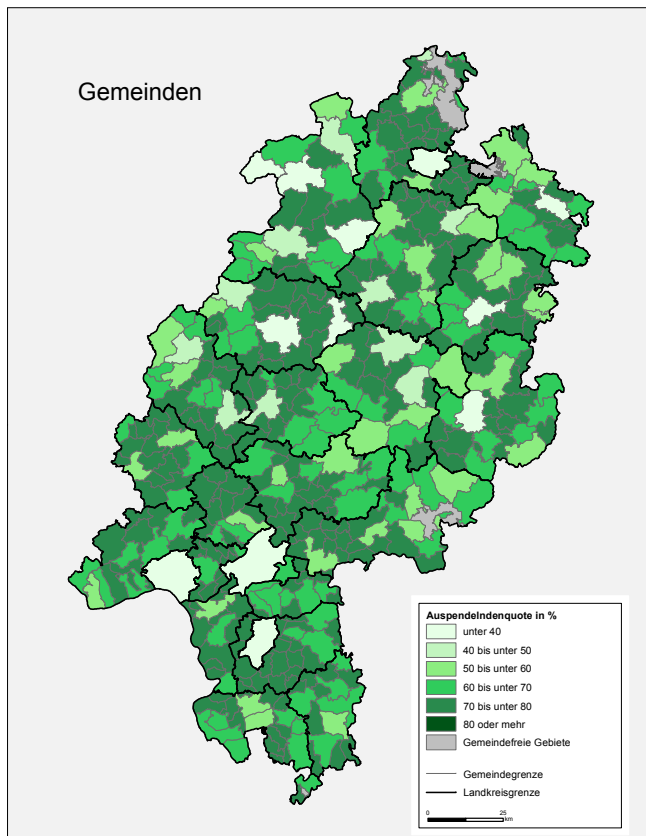 Gemeinden
Auspendelndenquote in %
unter 40
40 bis unter 50
50 bis unter 60
60 bis unter 70
70 bis unter 80
80 oder mehr
Gemeindefreie Gebiete
Gemeindegrenze
Landkreisgrenze
0 25
km